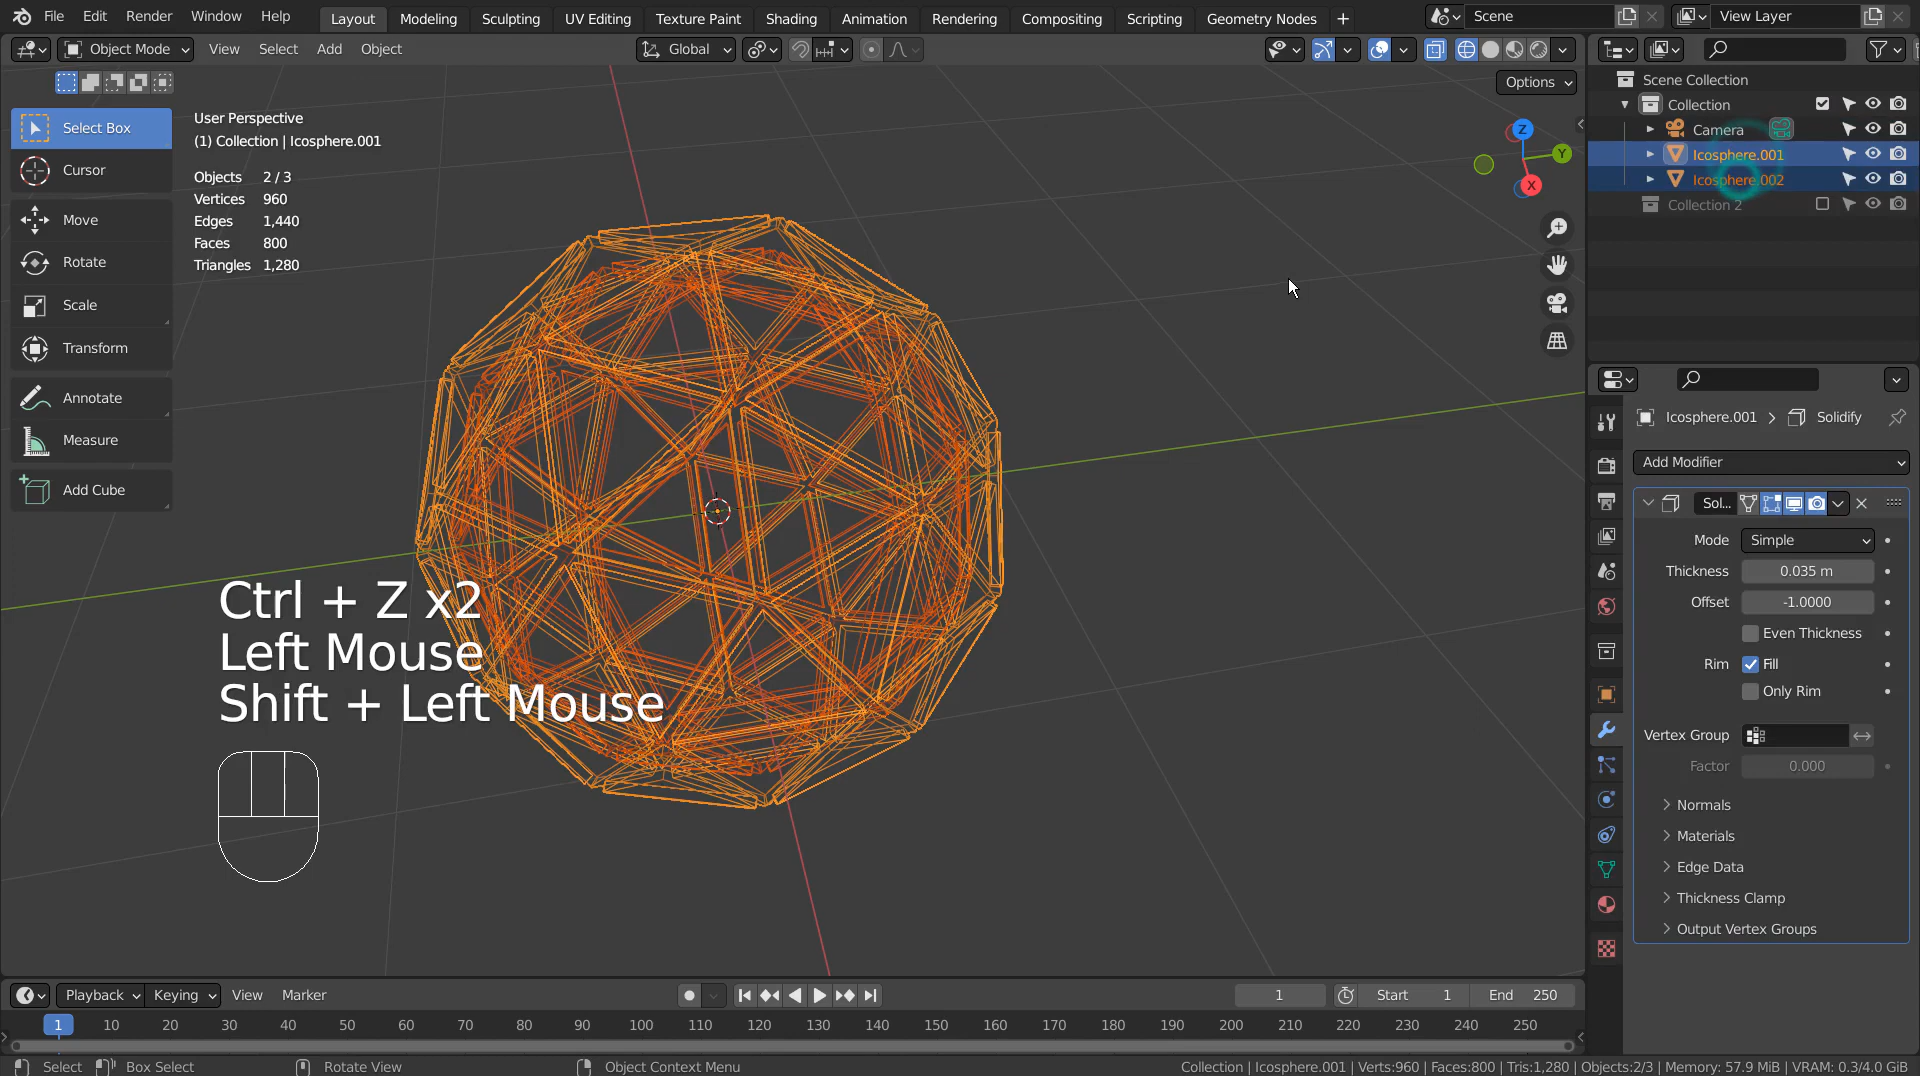 File Edit Render Window Help Layout Modeling Sculpting UV Editing Texture Paint Shading Animation Rendering Compositing Scripting Geometry Nodes + Scene View Layer
Object Mode View Select Add Object Global
Options
Select Box
Cursor
Move
Rotate
Scale
Transform
Annotate
Measure
Add Cube
User Perspective
(1) Collection | Icosphere.001
Objects 2 / 3
Vertices 960
Edges 1,440
Faces 800
Triangles 1,280
Z
Y
X
Ctrl + Z x2
Left Mouse
Shift + Left Mouse
Scene Collection
Collection
Camera
Icosphere.001
Icosphere.002
Collection 2
Icosphere.001 > Solidify
Add Modifier
Sol...
Mode Simple
Thickness 0.035 m
Offset -1.0000
Even Thickness
Rim Fill
Only Rim
Vertex Group
Factor 0.000
Normals
Materials
Edge Data
Thickness Clamp
Output Vertex Groups
Playback Keying View Marker 1 Start 1 End 250
1 10 20 30 40 50 60 70 80 90 100 110 120 130 140 150 160 170 180 190 200 210 220 230 240 250
Select Box Select Rotate View Object Context Menu Collection | Icosphere.001 | Verts:960 | Faces:800 | Tris:1,280 | Objects:2/3 | Memory: 57.9 MiB | VRAM: 0.3/4.0 GiB